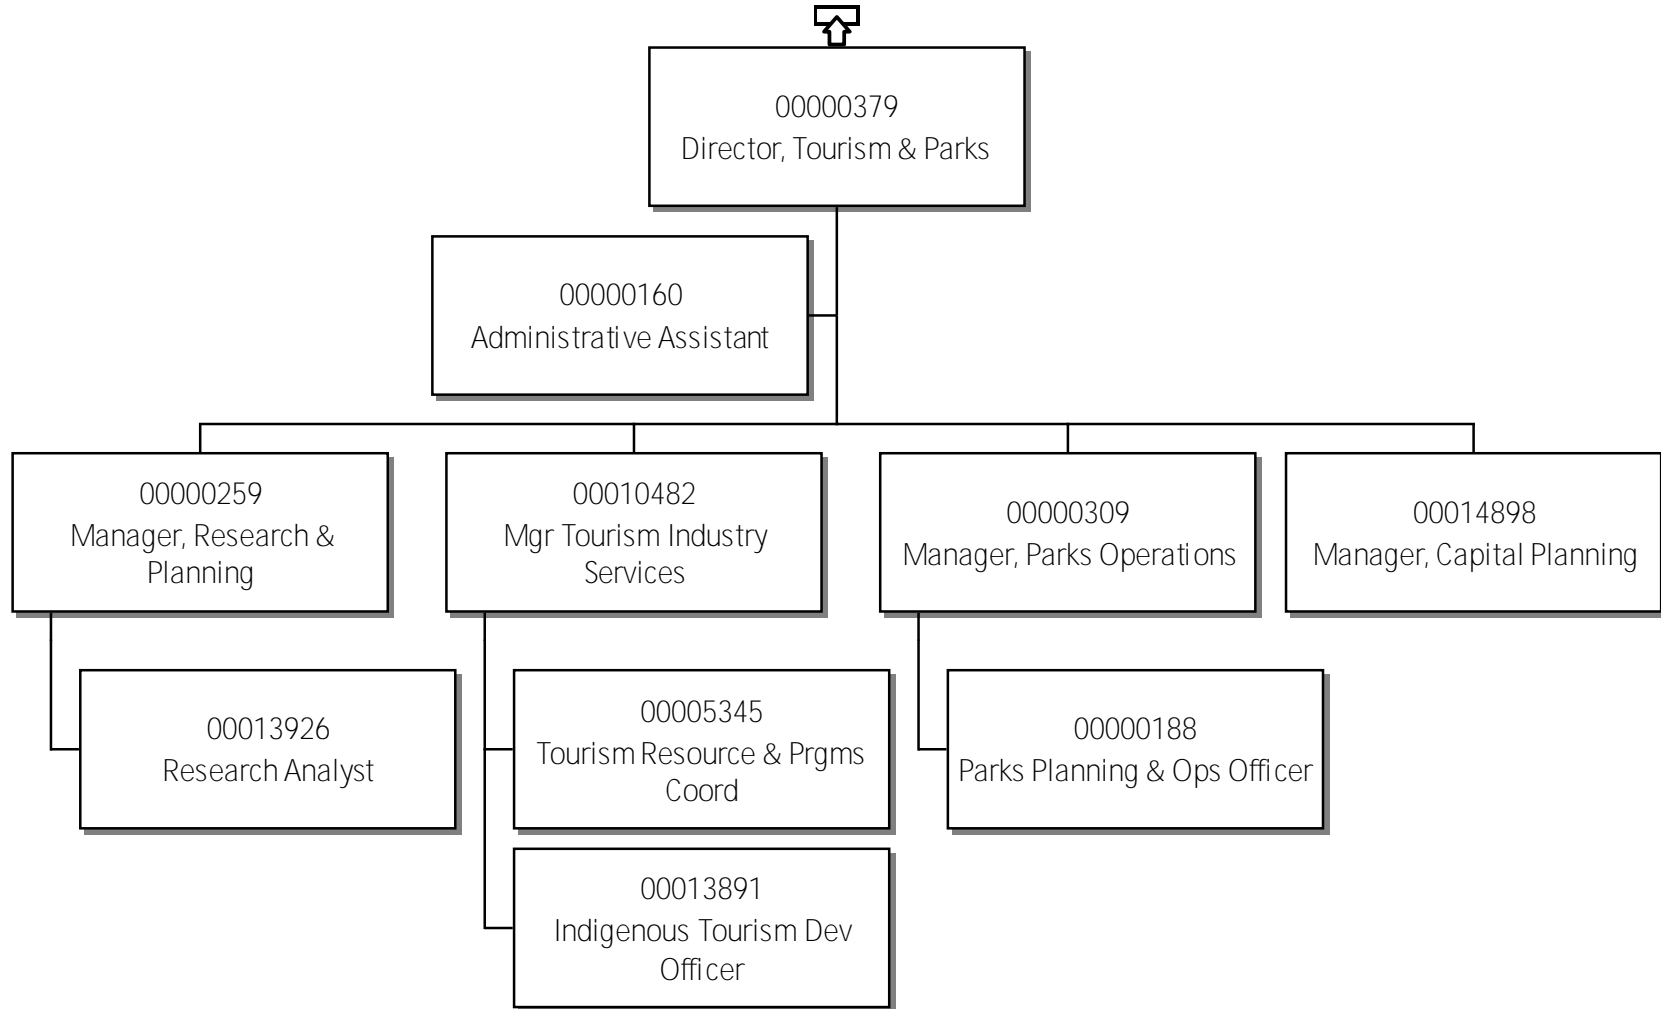 00000379
Director, Tourism & Parks
00000160
Administrative Assistant
00000259
Manager, Research &
Planning
00010482
Mgr Tourism Industry
Services
00000309
Manager, Parks Operations
00014898
Manager, Capital Planning
00013926
Research Analyst
00005345
Tourism Resource & Prgms
Coord
00000188
Parks Planning & Ops Officer
00013891
Indigenous Tourism Dev
Officer